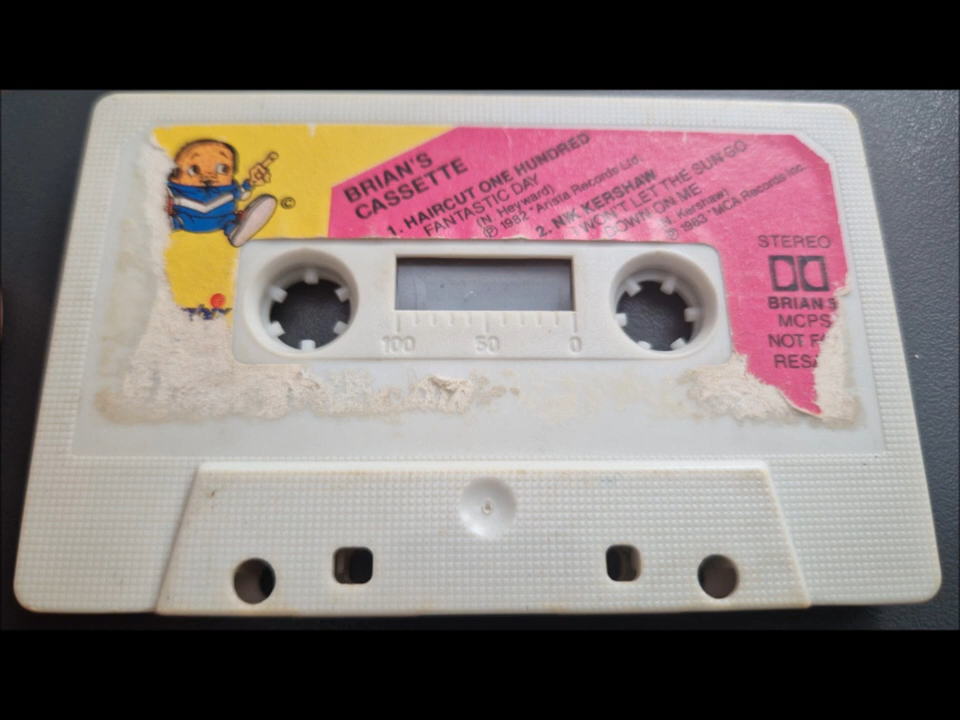 BRIAN'S
CASSETTE
1. HAIRCUT ONE HUNDRED
FANTASTIC DAY
(N. Heyward)
℗ 1982 "Arista Records Ltd.
2. NIK KERSHAW
I WON'T LET THE SUN GO
DOWN ON ME
(N. Kershaw)
℗ 1983 "MCA Records Inc.
©
STEREO
BRIAN'S
MCPS
NOT F
RES
100 50 0